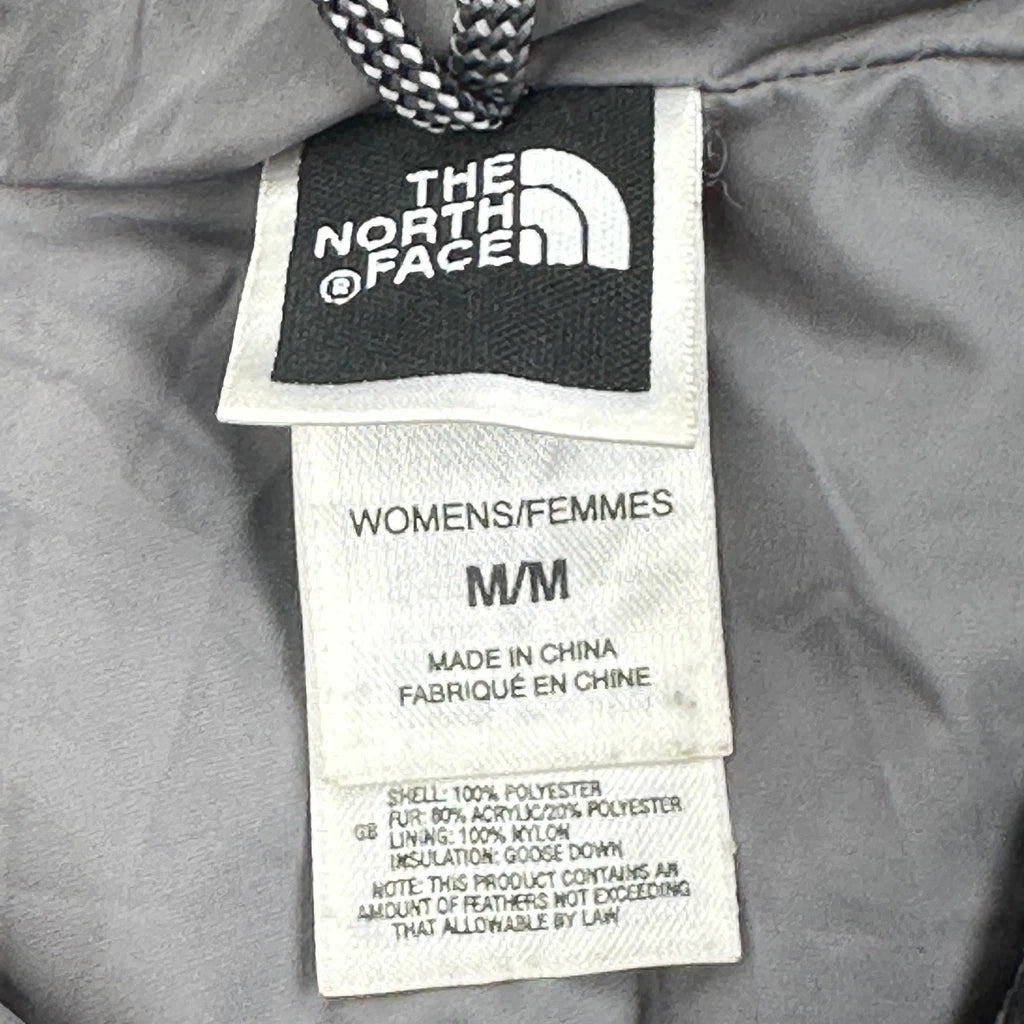 THE
NORTH
® FACE
WOMENS/FEMMES
M/M
MADE IN CHINA
FABRIQUÉ EN CHINE
SHELL: 100% POLYESTER
GB FUR: 80% ACRYLIC/20% POLYESTER
LINING: 100% NYLON
INSULATION: GOOSE DOWN
NOTE: THIS PRODUCT CONTAINS AN
AMOUNT OF FEATHERS NOT EXCEEDING
THAT ALLOWABLE BY LAW